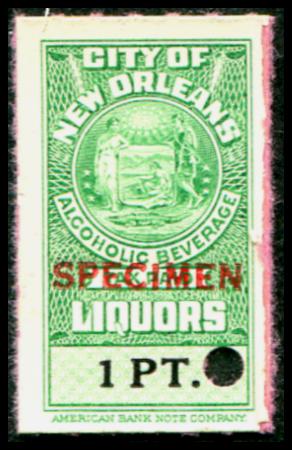 CITY OF
NEW ORLEANS
ALCOHOLIC BEVERAGE
SPECIMEN
LIQUORS
1 PT.
AMERICAN BANK NOTE COMPANY.